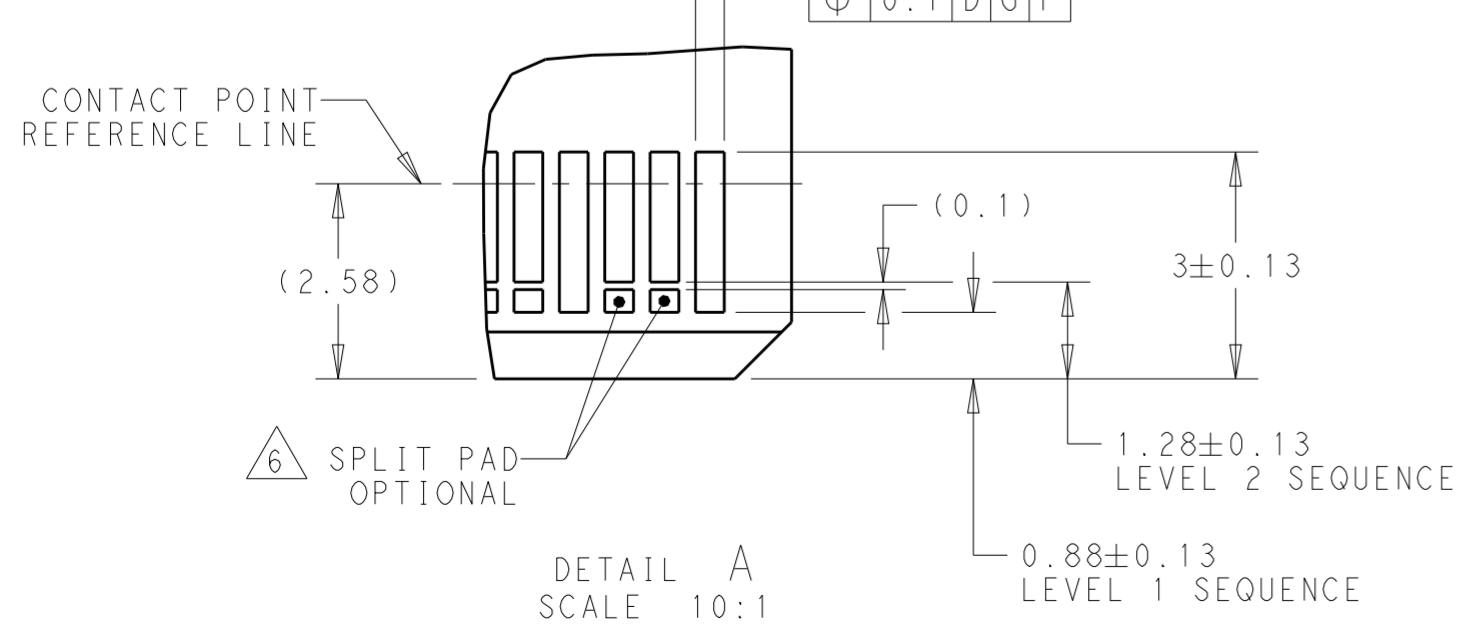 CONTACT POINT
REFERENCE LINE
(0.1)
(2.58)
3±0.13
6 SPLIT PAD
OPTIONAL
1.28±0.13
LEVEL 2 SEQUENCE
0.88±0.13
LEVEL 1 SEQUENCE
DETAIL A
SCALE 10:1